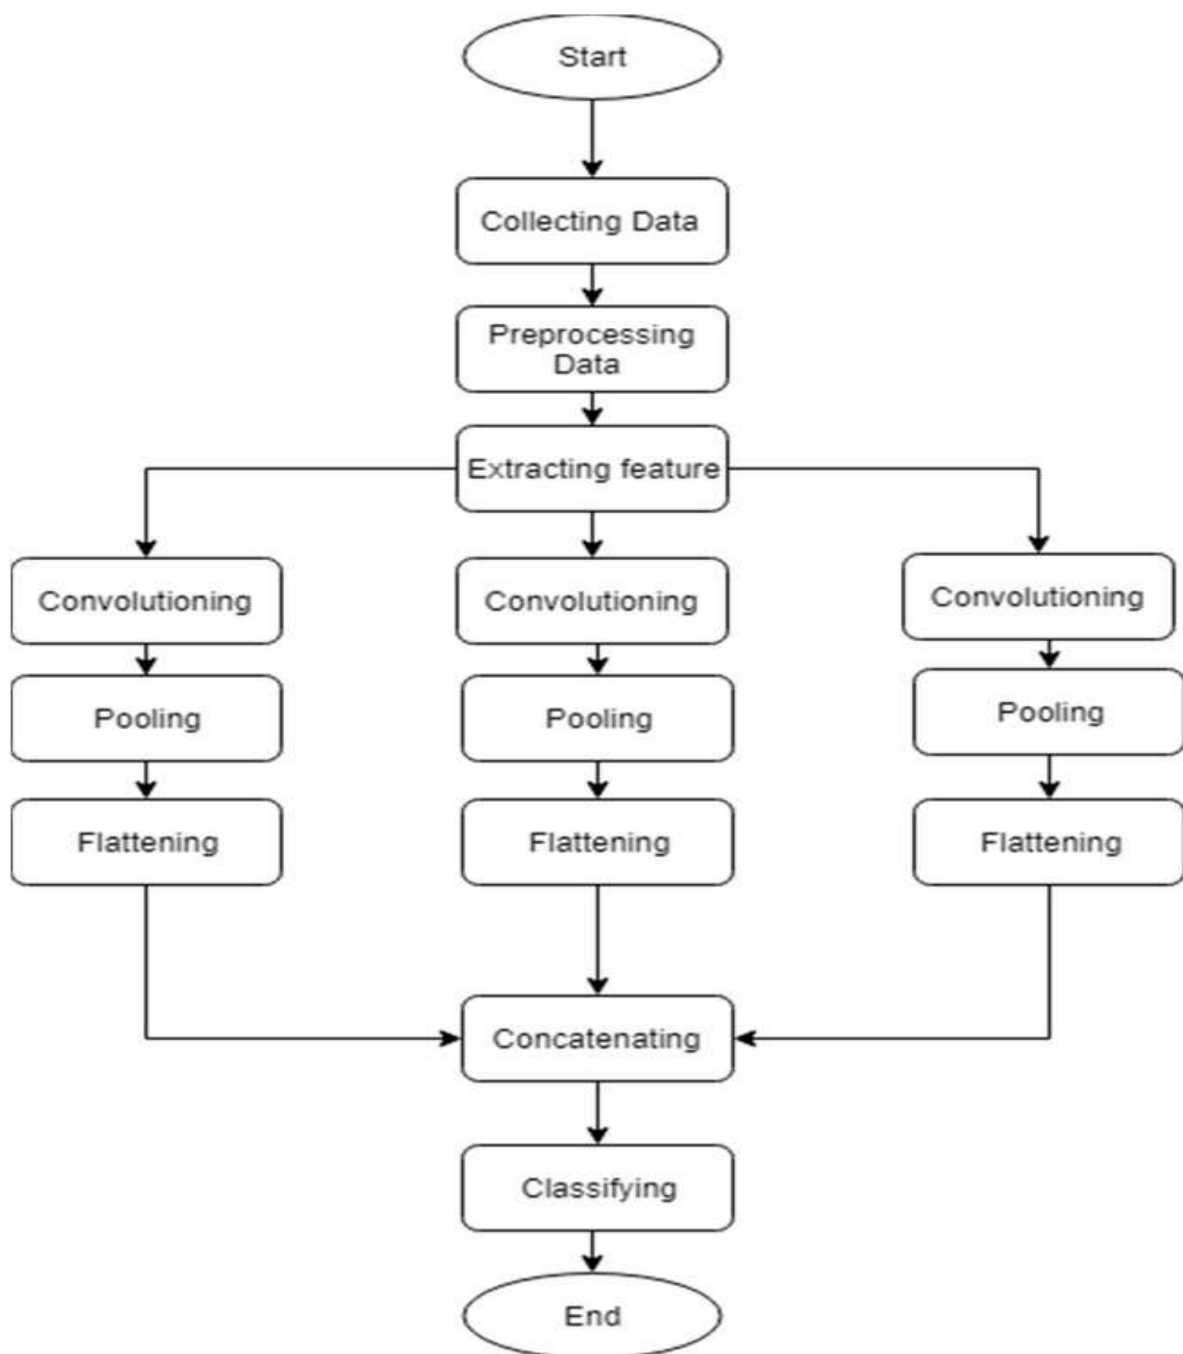 Start
Collecting Data
Preprocessing
Data
Extracting feature
Convolutioning
Convolutioning
Convolutioning
Pooling
Pooling
Pooling
Flattening
Flattening
Flattening
Concatenating
Classifying
End